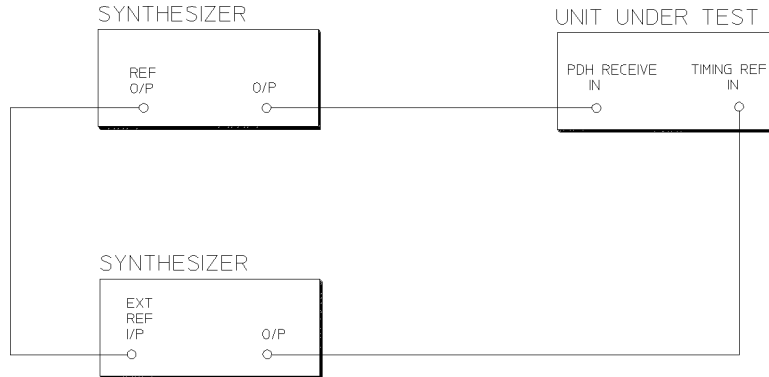 SYNTHESIZER
UNIT UNDER TEST
REF
O/P
O/P
PDH RECEIVE
IN
TIMING REF
IN
SYNTHESIZER
EXT
REF
I/P
O/P